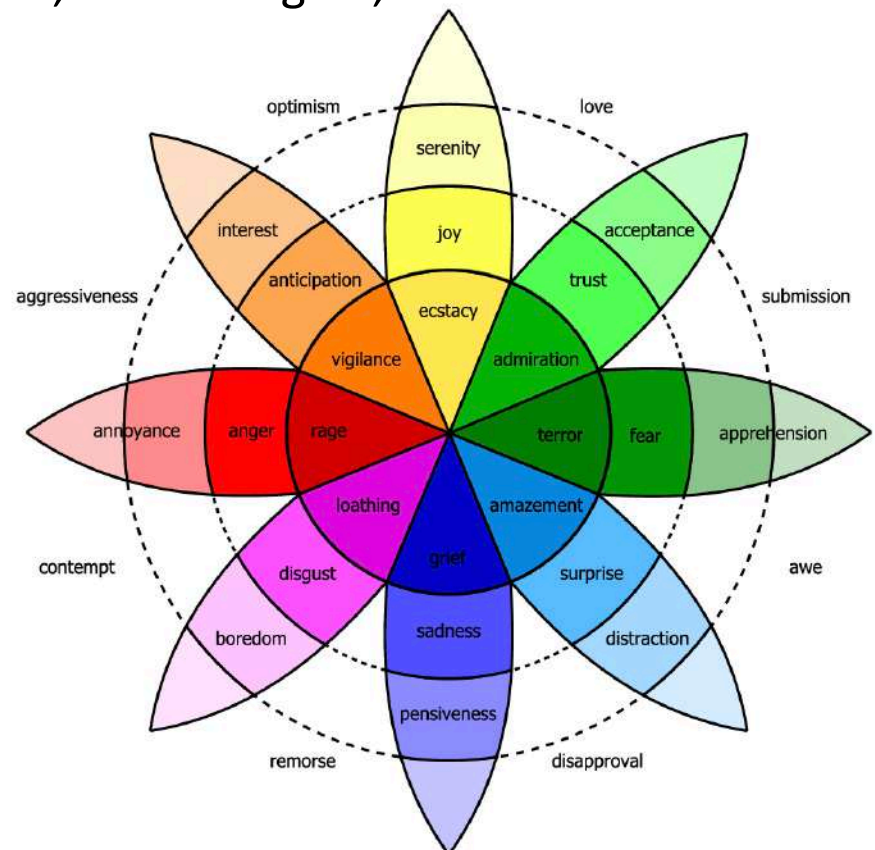 optimism
love
serenity
interest
acceptance
joy
anticipation
trust
aggressiveness
submission
ecstacy
vigilance
admiration
annoyance
anger
rage
terror
fear
apprehension
loathing
amazement
grief
contempt
disgust
surprise
awe
boredom
sadness
distraction
pensiveness
remorse
disapproval